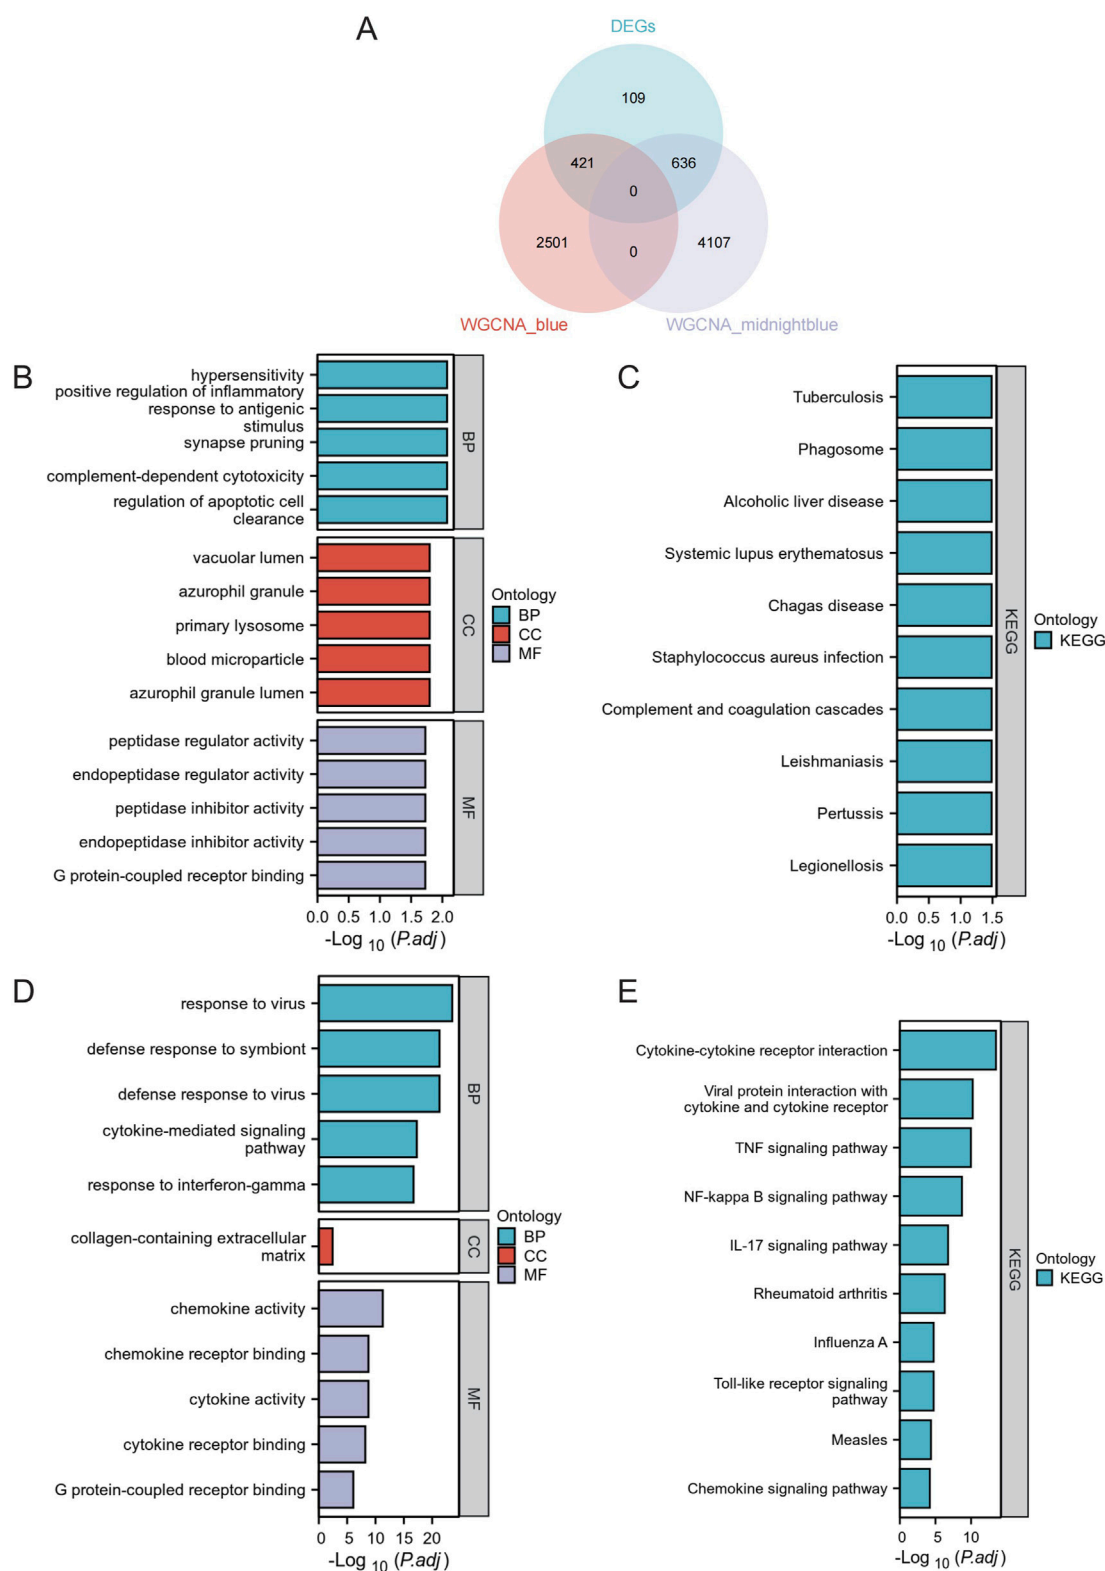 A
DEGs
109
421
636
0
2501
0
4107
WGCNA_blue
WGCNA_midnightblue
B
hypersensitivity
positive regulation of inflammatory
response to antigenic
stimulus
synapse pruning
complement-dependent cytotoxicity
regulation of apoptotic cell
clearance
BP
vacuolar lumen
azurophil granule
primary lysosome
blood microparticle
azurophil granule lumen
CC
peptidase regulator activity
endopeptidase regulator activity
peptidase inhibitor activity
endopeptidase inhibitor activity
G protein-coupled receptor binding
MF
0.0 0.5 1.0 1.5 2.0
-Log 10 (P.adj)
Ontology
BP
CC
MF
C
Tuberculosis
Phagosome
Alcoholic liver disease
Systemic lupus erythematosus
Chagas disease
Staphylococcus aureus infection
Complement and coagulation cascades
Leishmaniasis
Pertussis
Legionellosis
KEGG
0.0 0.5 1.0 1.5
-Log 10 (P.adj)
Ontology
KEGG
D
response to virus
defense response to symbiont
defense response to virus
cytokine-mediated signaling
pathway
response to interferon-gamma
BP
collagen-containing extracellular
matrix
CC
chemokine activity
chemokine receptor binding
cytokine activity
cytokine receptor binding
G protein-coupled receptor binding
MF
0 5 10 15 20
-Log 10 (P.adj)
Ontology
BP
CC
MF
E
Cytokine-cytokine receptor interaction
Viral protein interaction with
cytokine and cytokine receptor
TNF signaling pathway
NF-kappa B signaling pathway
IL-17 signaling pathway
Rheumatoid arthritis
Influenza A
Toll-like receptor signaling
pathway
Measles
Chemokine signaling pathway
KEGG
0 5 10
-Log 10 (P.adj)
Ontology
KEGG